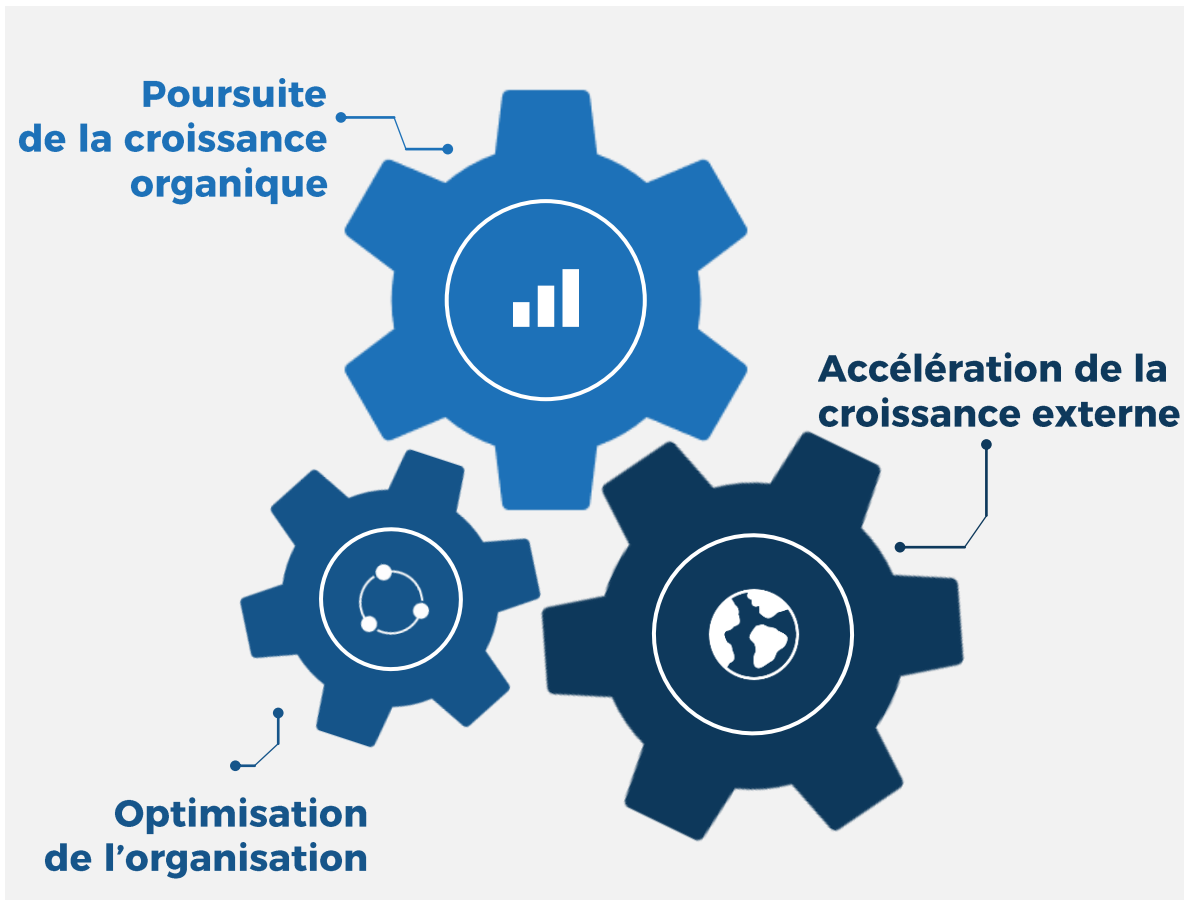 Poursuite
de la croissance
organique
Accélération de la
croissance externe
Optimisation
de l’organisation